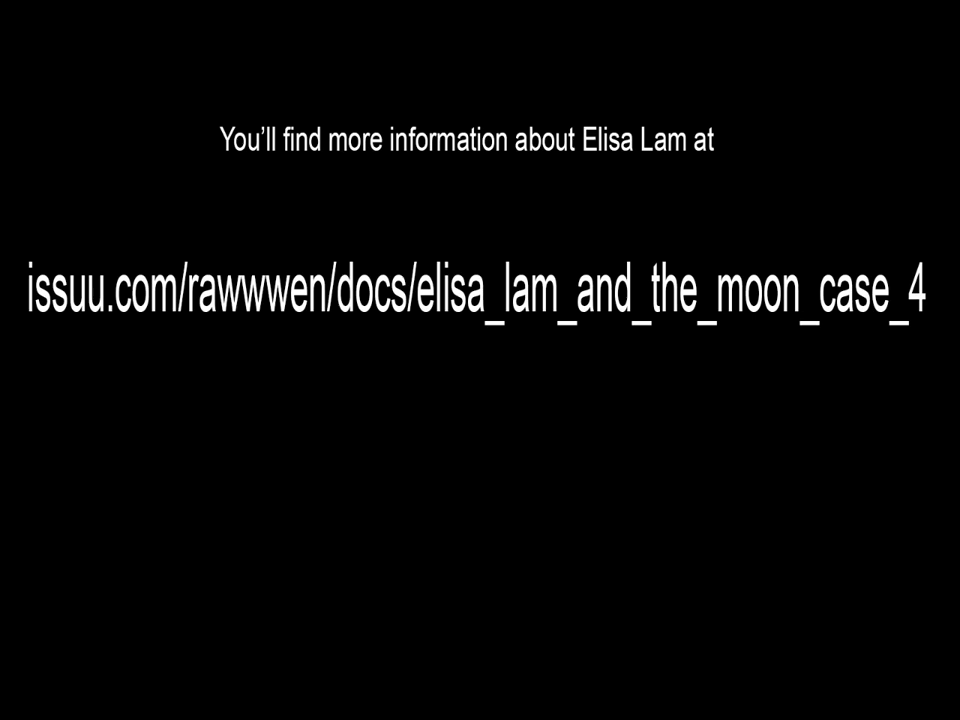 You’ll find more information about Elisa Lam at
issuu.com/rawwwen/docs/elisa_lam_and_the_moon_case_4